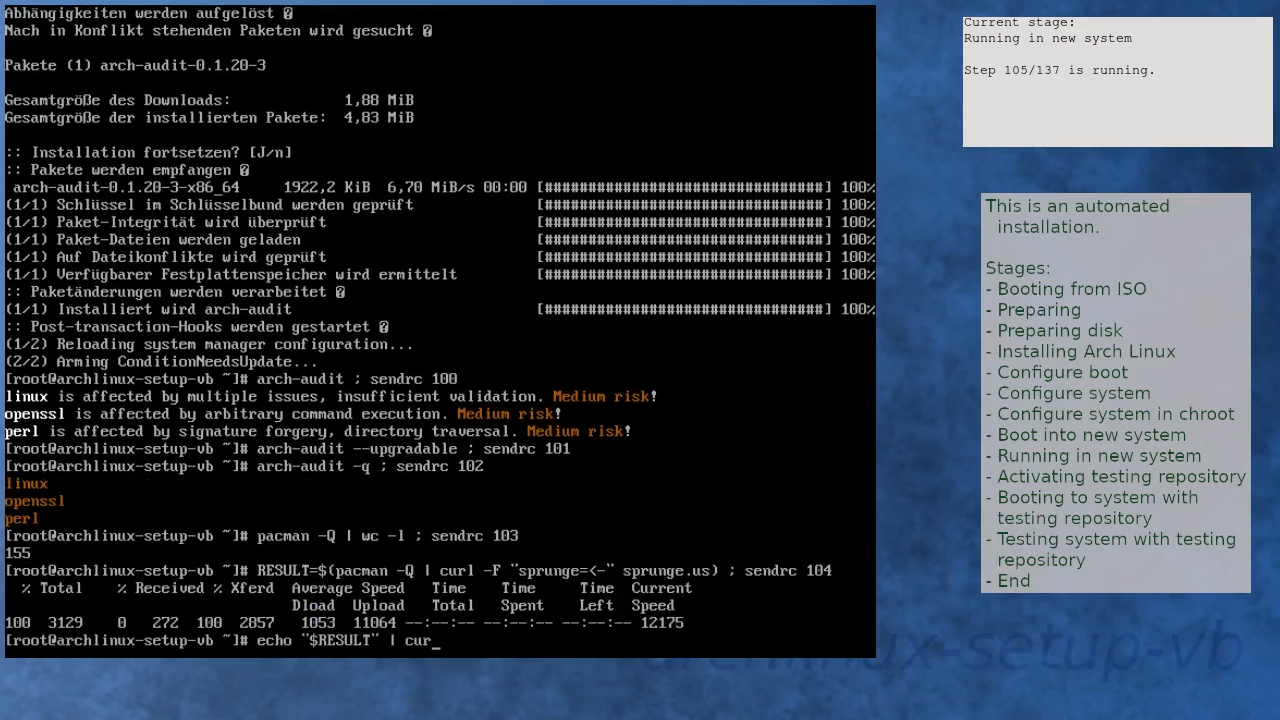 Abhängigkeiten werden aufgelöst �
Nach in Konflikt stehenden Paketen wird gesucht �
Pakete (1) arch-audit-0.1.20-3
Gesamtgröße des Downloads:             1,88 MiB
Gesamtgröße der installierten Pakete:  4,83 MiB
:: Installation fortsetzen? [J/n]
:: Pakete werden empfangen �
arch-audit-0.1.20-3-x86_64     1922,2 KiB  6,70 MiB/s 00:00 [################################] 100%
(1/1) Schlüssel im Schlüsselbund werden geprüft              [################################] 100%
(1/1) Paket-Integrität wird überprüft                        [################################] 100%
(1/1) Paket-Dateien werden geladen                           [################################] 100%
(1/1) Auf Dateikonflikte wird geprüft                        [################################] 100%
(1/1) Verfügbarer Festplattenspeicher wird ermittelt         [################################] 100%
:: Paketänderungen werden verarbeitet �
(1/1) Installiert wird arch-audit                            [################################] 100%
:: Post-transaction-Hooks werden gestartet �
(1/2) Reloading system manager configuration...
(2/2) Arming ConditionNeedsUpdate...
[root@archlinux-setup-vb ~]# arch-audit ; sendrc 100
linux is affected by multiple issues, insufficient validation. Medium risk!
openssl is affected by arbitrary command execution. Medium risk!
perl is affected by signature forgery, directory traversal. Medium risk!
[root@archlinux-setup-vb ~]# arch-audit --upgradable ; sendrc 101
[root@archlinux-setup-vb ~]# arch-audit -q ; sendrc 102
linux
openssl
perl
[root@archlinux-setup-vb ~]# pacman -Q | wc -l ; sendrc 103
155
[root@archlinux-setup-vb ~]# RESULT=$(pacman -Q | curl -F "sprunge=<-" sprunge.us) ; sendrc 104
% Total    % Received % Xferd  Average Speed   Time    Time     Time  Current
Dload  Upload   Total   Spent    Left  Speed
100  3129    0   272  100  2857   1053  11064 --:--:-- --:--:-- --:--:-- 12175
[root@archlinux-setup-vb ~]# echo "$RESULT" | cur_
Current stage:
Running in new system
Step 105/137 is running.
This is an automated
installation.
Stages:
- Booting from ISO
- Preparing
- Preparing disk
- Installing Arch Linux
- Configure boot
- Configure system
- Configure system in chroot
- Boot into new system
- Running in new system
- Activating testing repository
- Booting to system with
testing repository
- Testing system with testing
repository
- End
archlinux-setup-vb